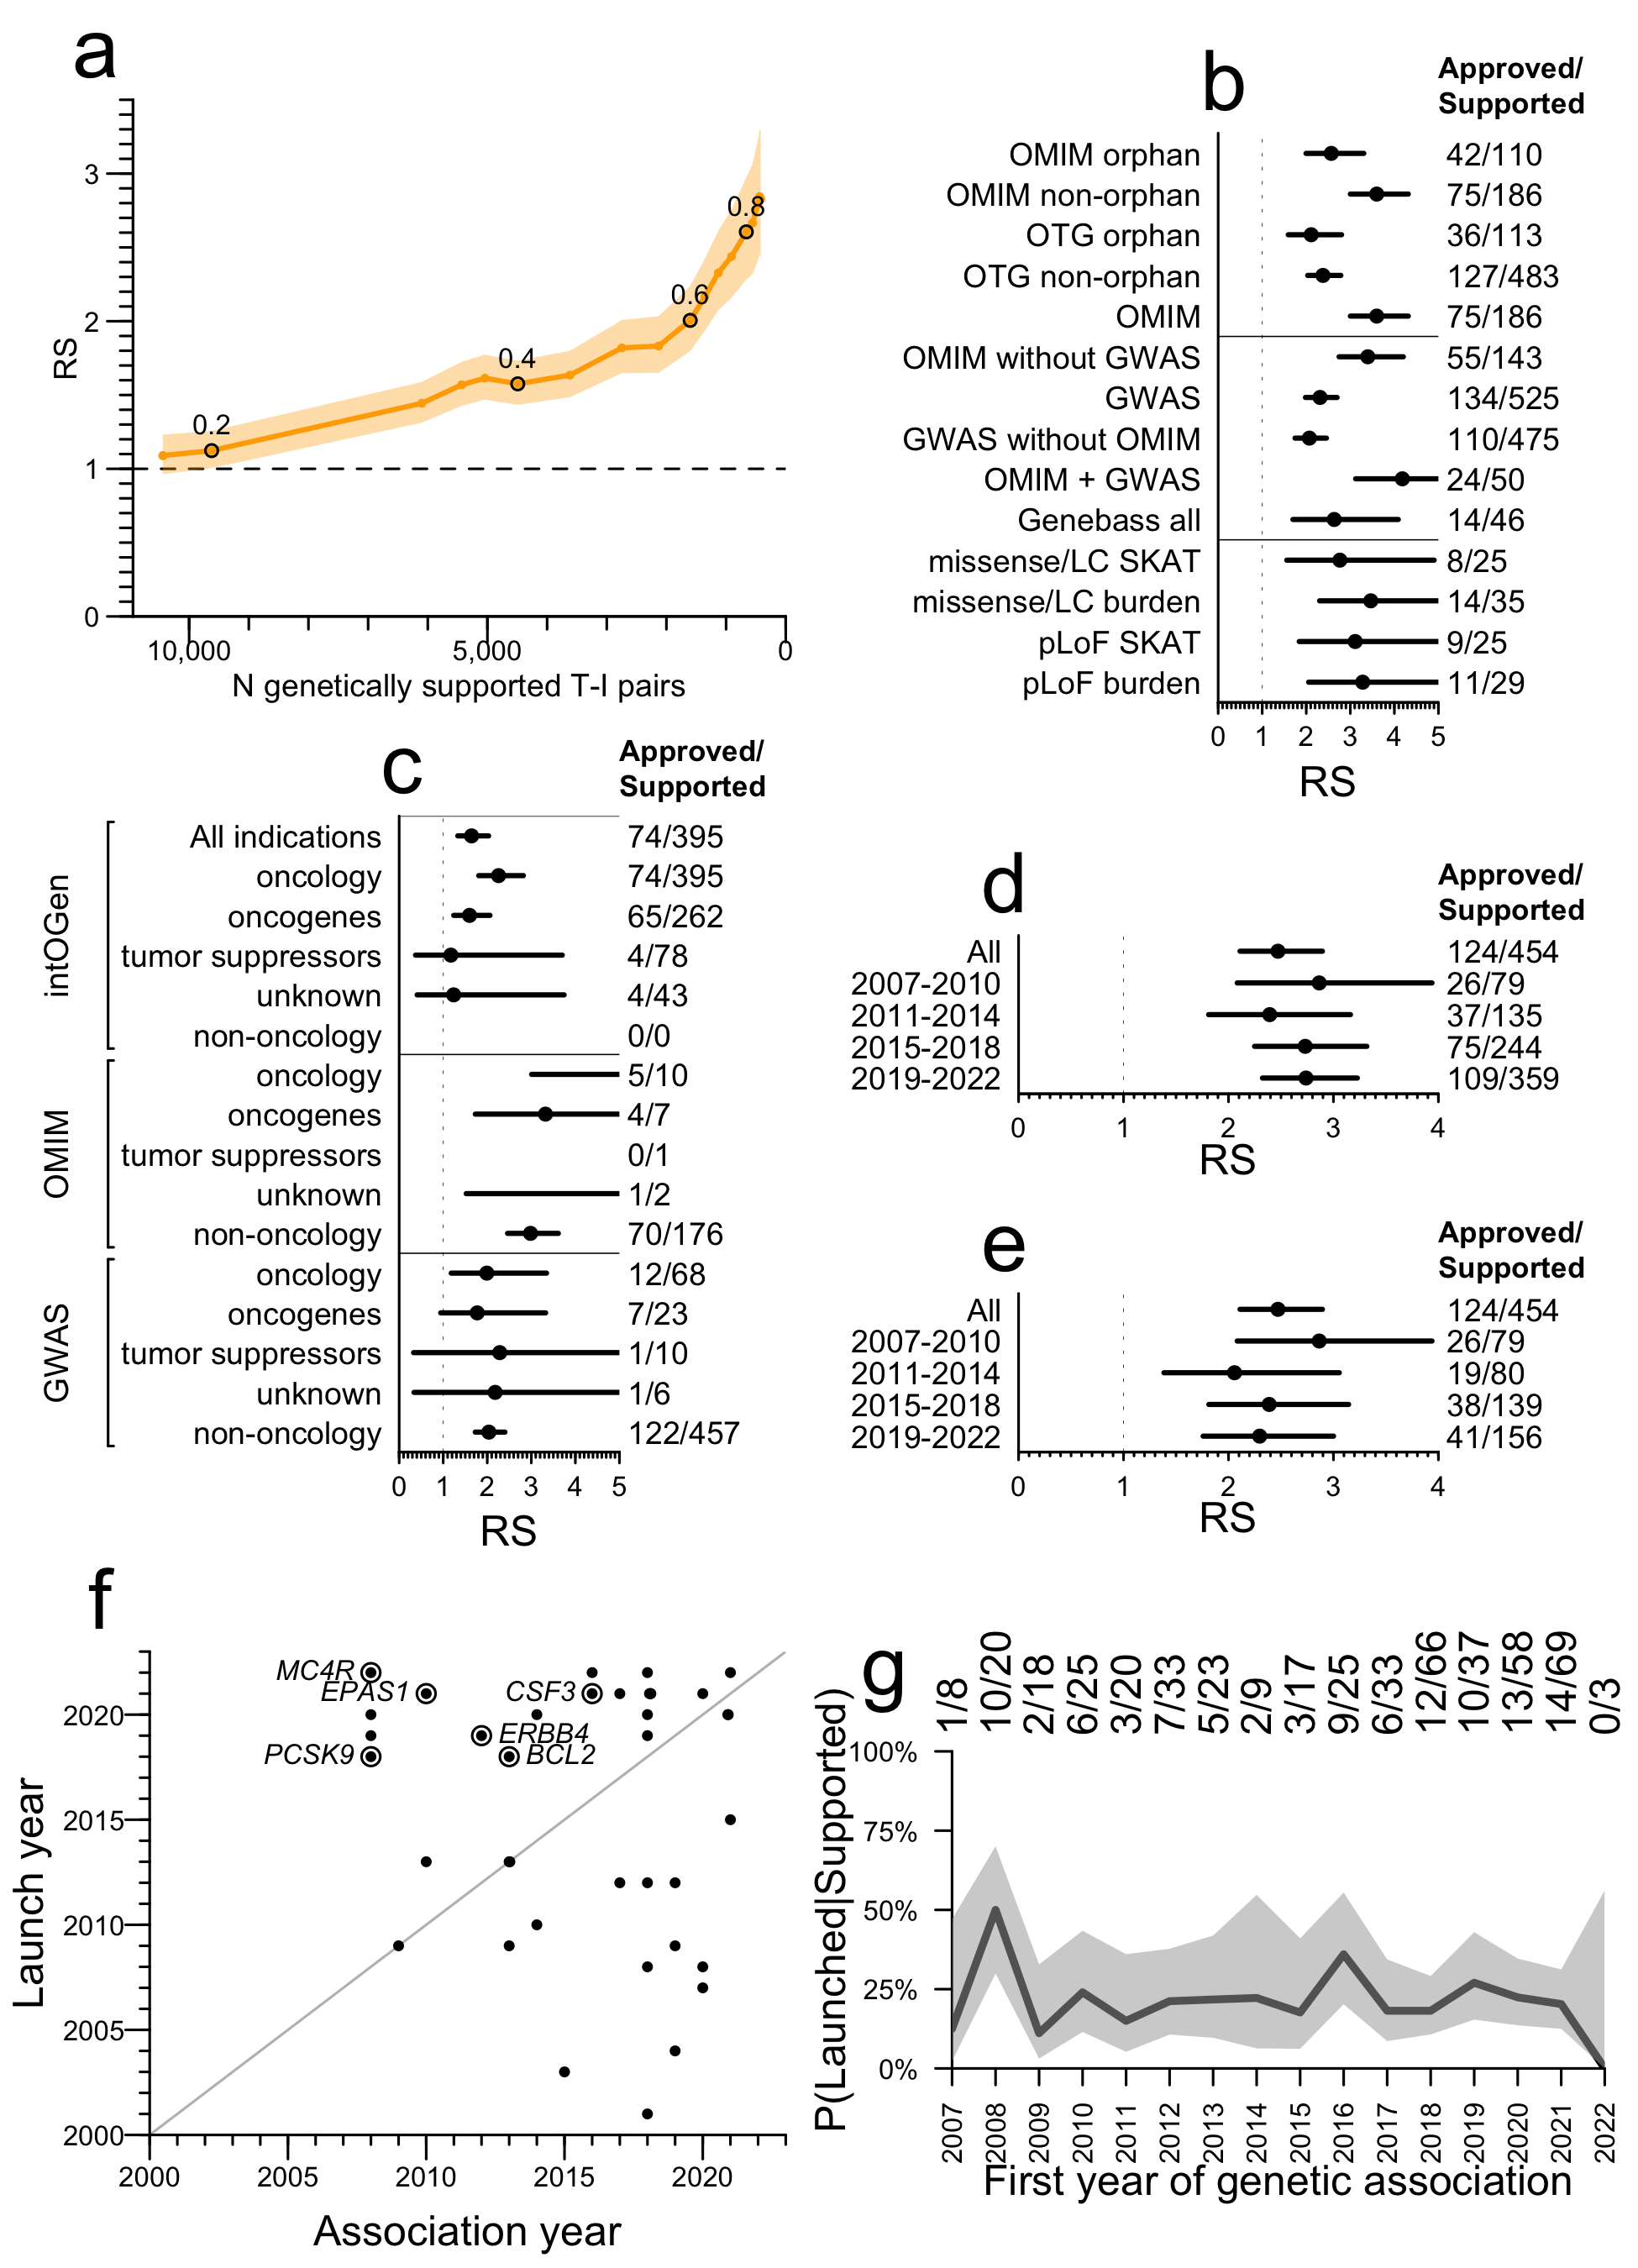 a
3
2
1
0
RS
0.2
0.4
0.6
0.8
10,000
5,000
0
N genetically supported T-I pairs
b
Approved/
Supported
OMIM orphan 42/110
OMIM non-orphan 75/186
OTG orphan 36/113
OTG non-orphan 127/483
OMIM 75/186
OMIM without GWAS 55/143
GWAS 134/525
GWAS without OMIM 110/475
OMIM + GWAS 24/50
Genebass all 14/46
missense/LC SKAT 8/25
missense/LC burden 14/35
pLoF SKAT 9/25
pLoF burden 11/29
0 1 2 3 4 5
RS
c
Approved/
Supported
intOGen
All indications 74/395
oncology 74/395
oncogenes 65/262
tumor suppressors 4/78
unknown 4/43
non-oncology 0/0
OMIM
oncology 5/10
oncogenes 4/7
tumor suppressors 0/1
unknown 1/2
non-oncology 70/176
GWAS
oncology 12/68
oncogenes 7/23
tumor suppressors 1/10
unknown 1/6
non-oncology 122/457
0 1 2 3 4 5
RS
d
Approved/
Supported
All 124/454
2007-2010 26/79
2011-2014 37/135
2015-2018 75/244
2019-2022 109/359
0 1 2 3 4
RS
e
Approved/
Supported
All 124/454
2007-2010 26/79
2011-2014 19/80
2015-2018 38/139
2019-2022 41/156
0 1 2 3 4
RS
f
MC4R
EPAS1
CSF3
ERBB4
PCSK9
BCL2
2020
2015
2010
2005
2000
Launch year
2000 2005 2010 2015 2020
Association year
g
1/8 10/20 2/18 6/25 3/20 7/33 5/23 2/9 3/17 9/25 6/33 12/66 10/37 13/58 14/69 0/3
100%
75%
50%
25%
0%
P(Launched|Supported)
2007 2008 2009 2010 2011 2012 2013 2014 2015 2016 2017 2018 2019 2020 2021 2022
First year of genetic association